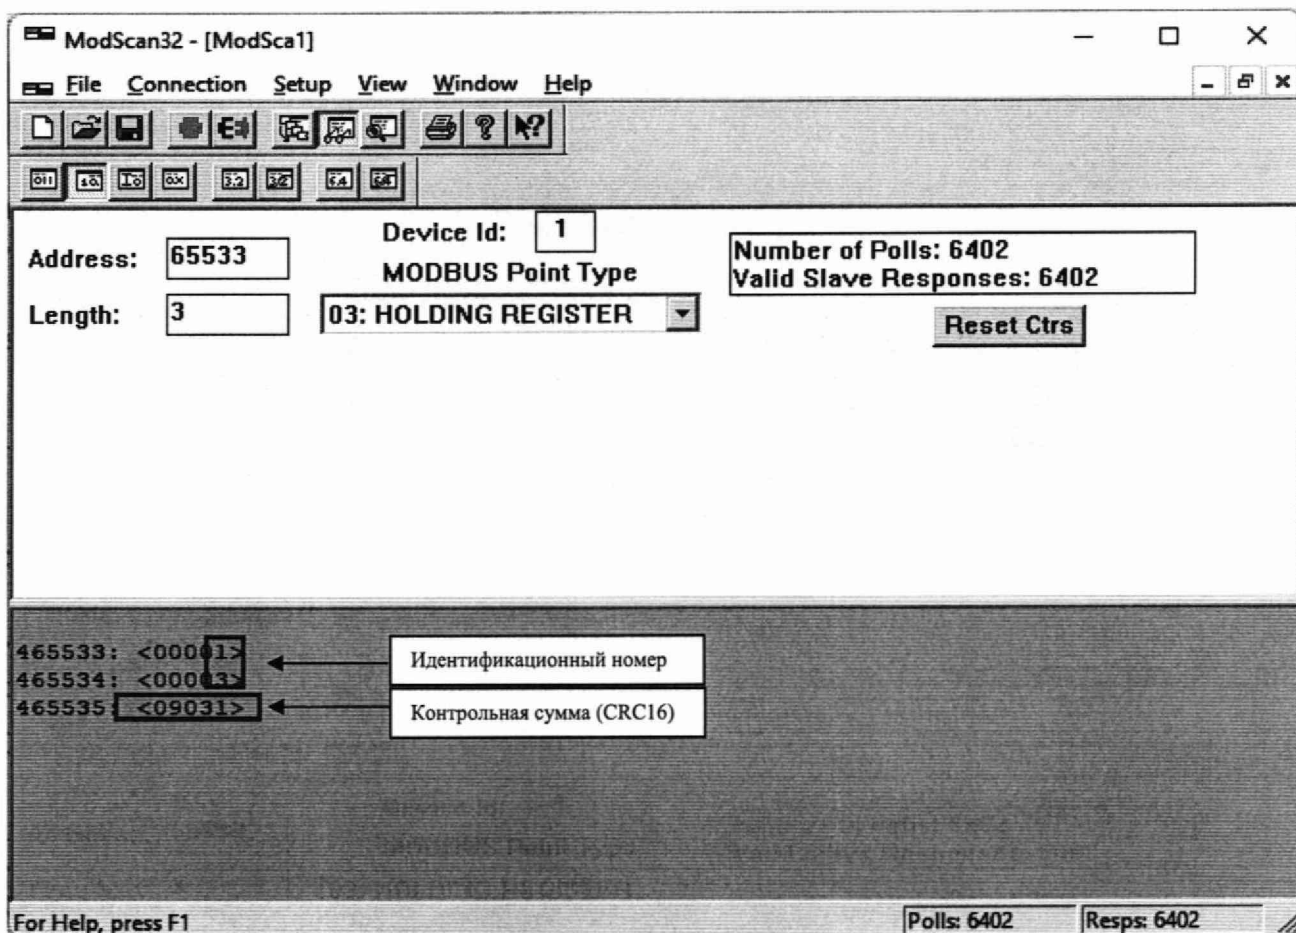 ModScan32 - [ModSca1]
File Connection Setup View Window Help
Device Id: 1
Address: 65533
MODBUS Point Type
Number of Polls: 6402
Valid Slave Responses: 6402
Length: 3
03: HOLDING REGISTER
Reset Ctrs
465533: <00001>
Идентификационный номер
465534: <00003>
465535: <09031>
Контрольная сумма (CRC16)
For Help, press F1
Polls: 6402
Resps: 6402